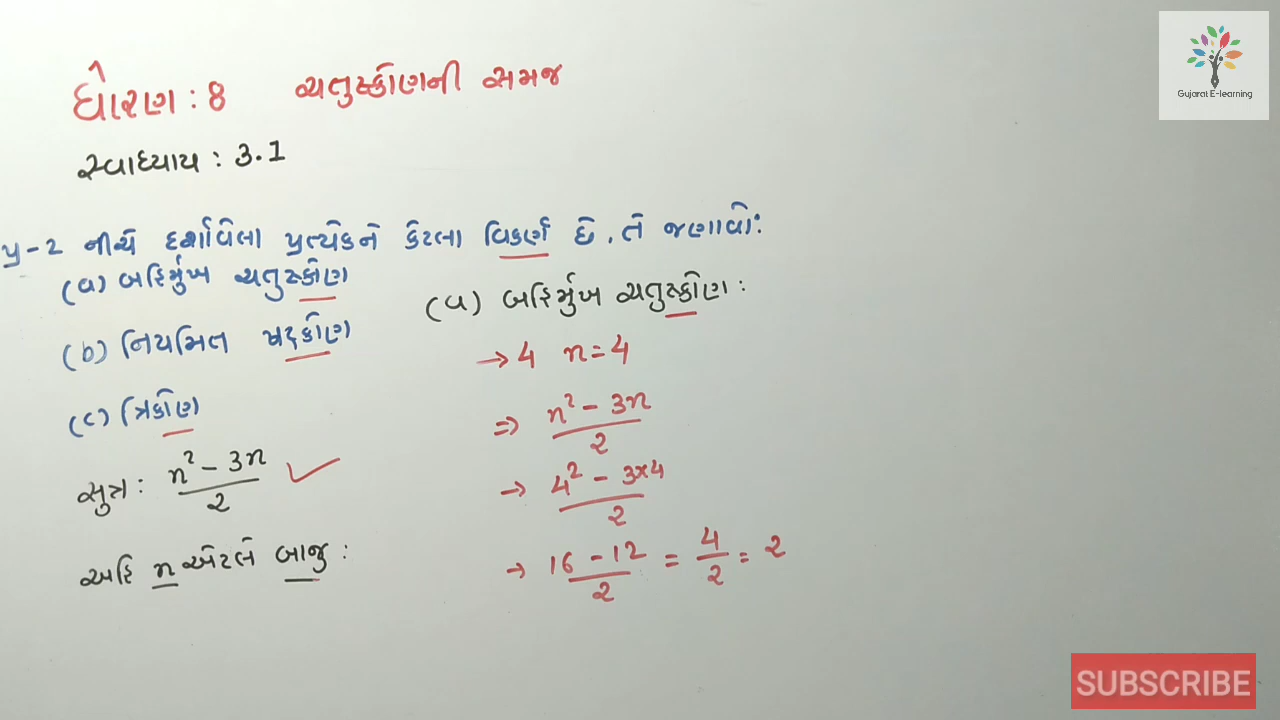 ધોરણ : 8 ચતુષ્કોણની સમજ
સ્વાધ્યાય : 3.1
પ્ર-2 નીચે દર્શાવેલા પ્રત્યેકને કેટલા વિકર્ણ છે, તે જણાવો:
(a) બહિર્મુખ ચતુષ્કોણ
(b) નિયમિત ષટ્કોણ
(c) ત્રિકોણ
સુત્ર : n² - 3n / 2
અહિ n એટલે બાજુ :
(a) બહિર્મુખ ચતુષ્કોણ :
→ 4 n = 4
⇒ n² - 3n / 2
→ 4² - 3×4 / 2
→ 16 - 12 / 2 = 4 / 2 = 2
Gujarat E-learning
SUBSCRIBE